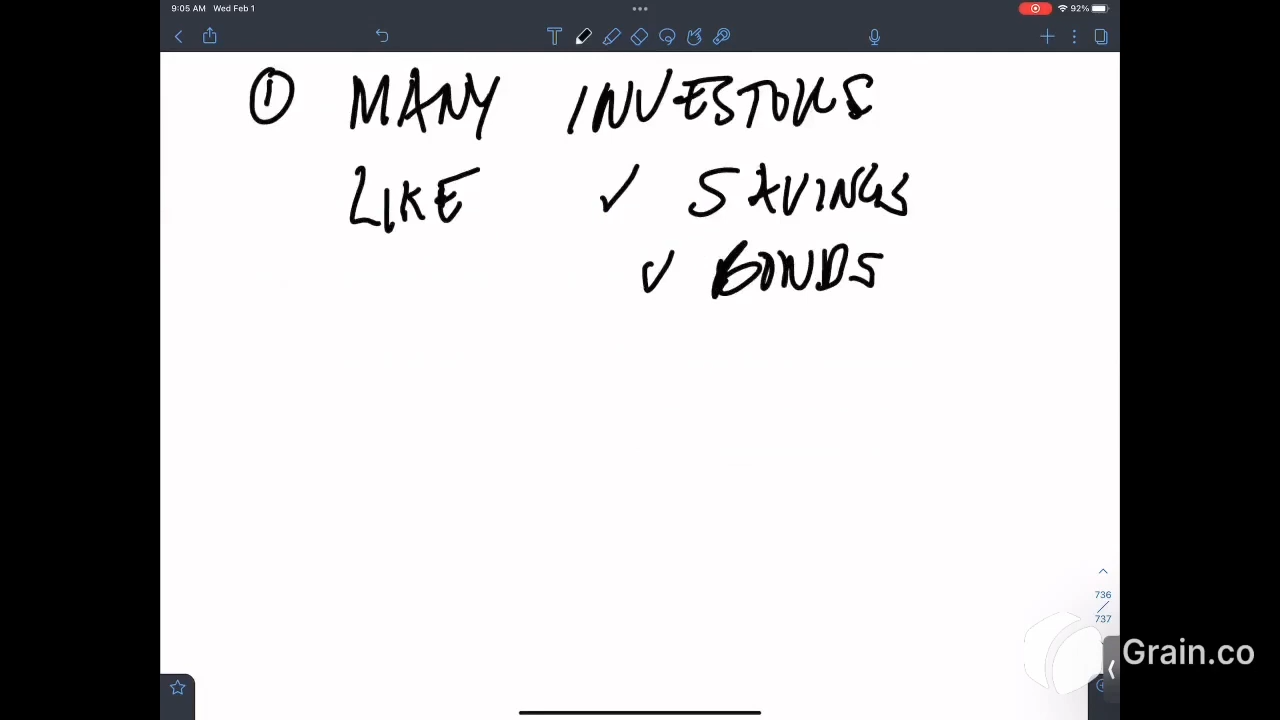 9:05 AM Wed Feb 1
92%
① MANY INVESTORS
LIKE ✓ SAVINGS
✓ BONDS
736
737
Grain.co